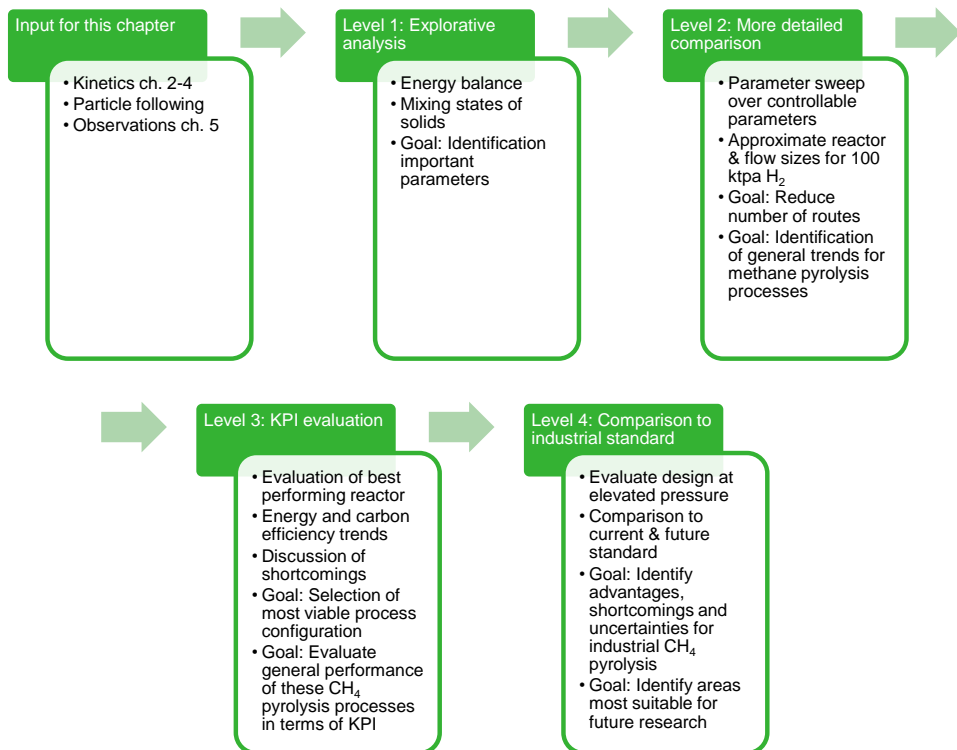 Input for this chapter
• Kinetics ch. 2-4
• Particle following
• Observations ch. 5
Level 1: Explorative
analysis
• Energy balance
• Mixing states of
solids
• Goal: Identification
important
parameters
Level 2: More detailed
comparison
• Parameter sweep
over controllable
parameters
• Approximate reactor
& flow sizes for 100
ktpa H₂
• Goal: Reduce
number of routes
• Goal: Identification
of general trends for
methane pyrolysis
processes
Level 3: KPI evaluation
• Evaluation of best
performing reactor
• Energy and carbon
efficiency trends
• Discussion of
shortcomings
• Goal: Selection of
most viable process
configuration
• Goal: Evaluate
general performance
of these CH₄
pyrolysis processes
in terms of KPI
Level 4: Comparison to
industrial standard
• Evaluate design at
elevated pressure
• Comparison to
current & future
standard
• Goal: Identify
advantages,
shortcomings and
uncertainties for
industrial CH₄
pyrolysis
• Goal: Identify areas
most suitable for
future research